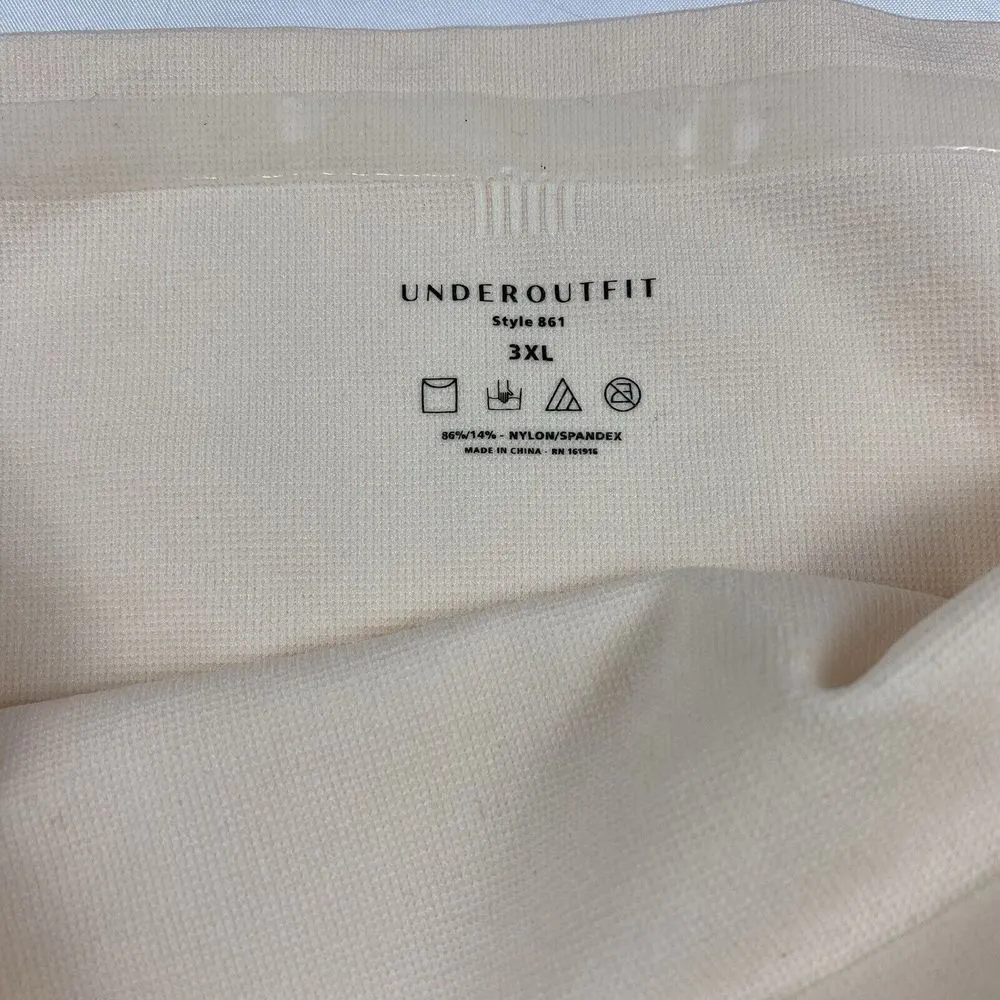 UNDEROUTFIT
Style 861
3XL
86%/14% - NYLON/SPANDEX
MADE IN CHINA - RN 161916